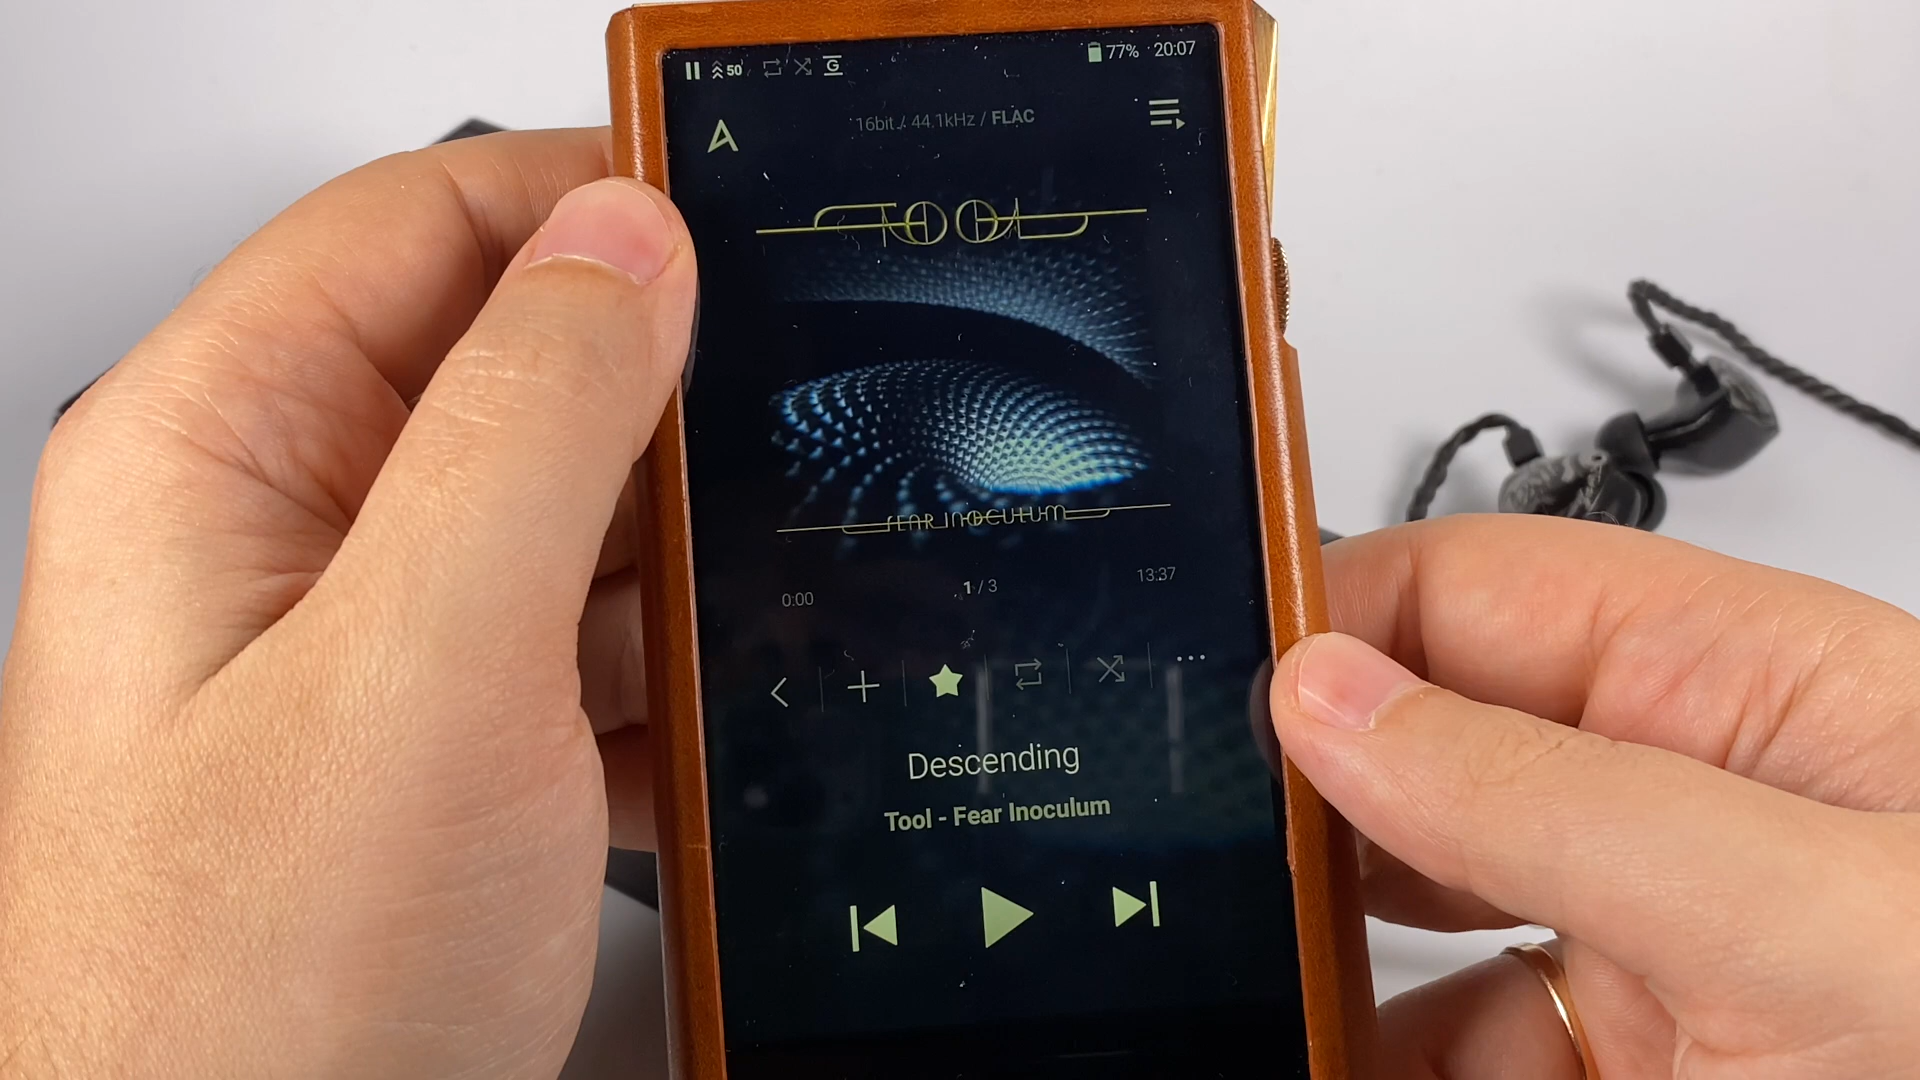 50
77% 20:07
16bit / 44.1kHz / FLAC
TOOL
FEAR INOCULUM
0:00
1 / 3
13:37
Descending
Tool - Fear Inoculum